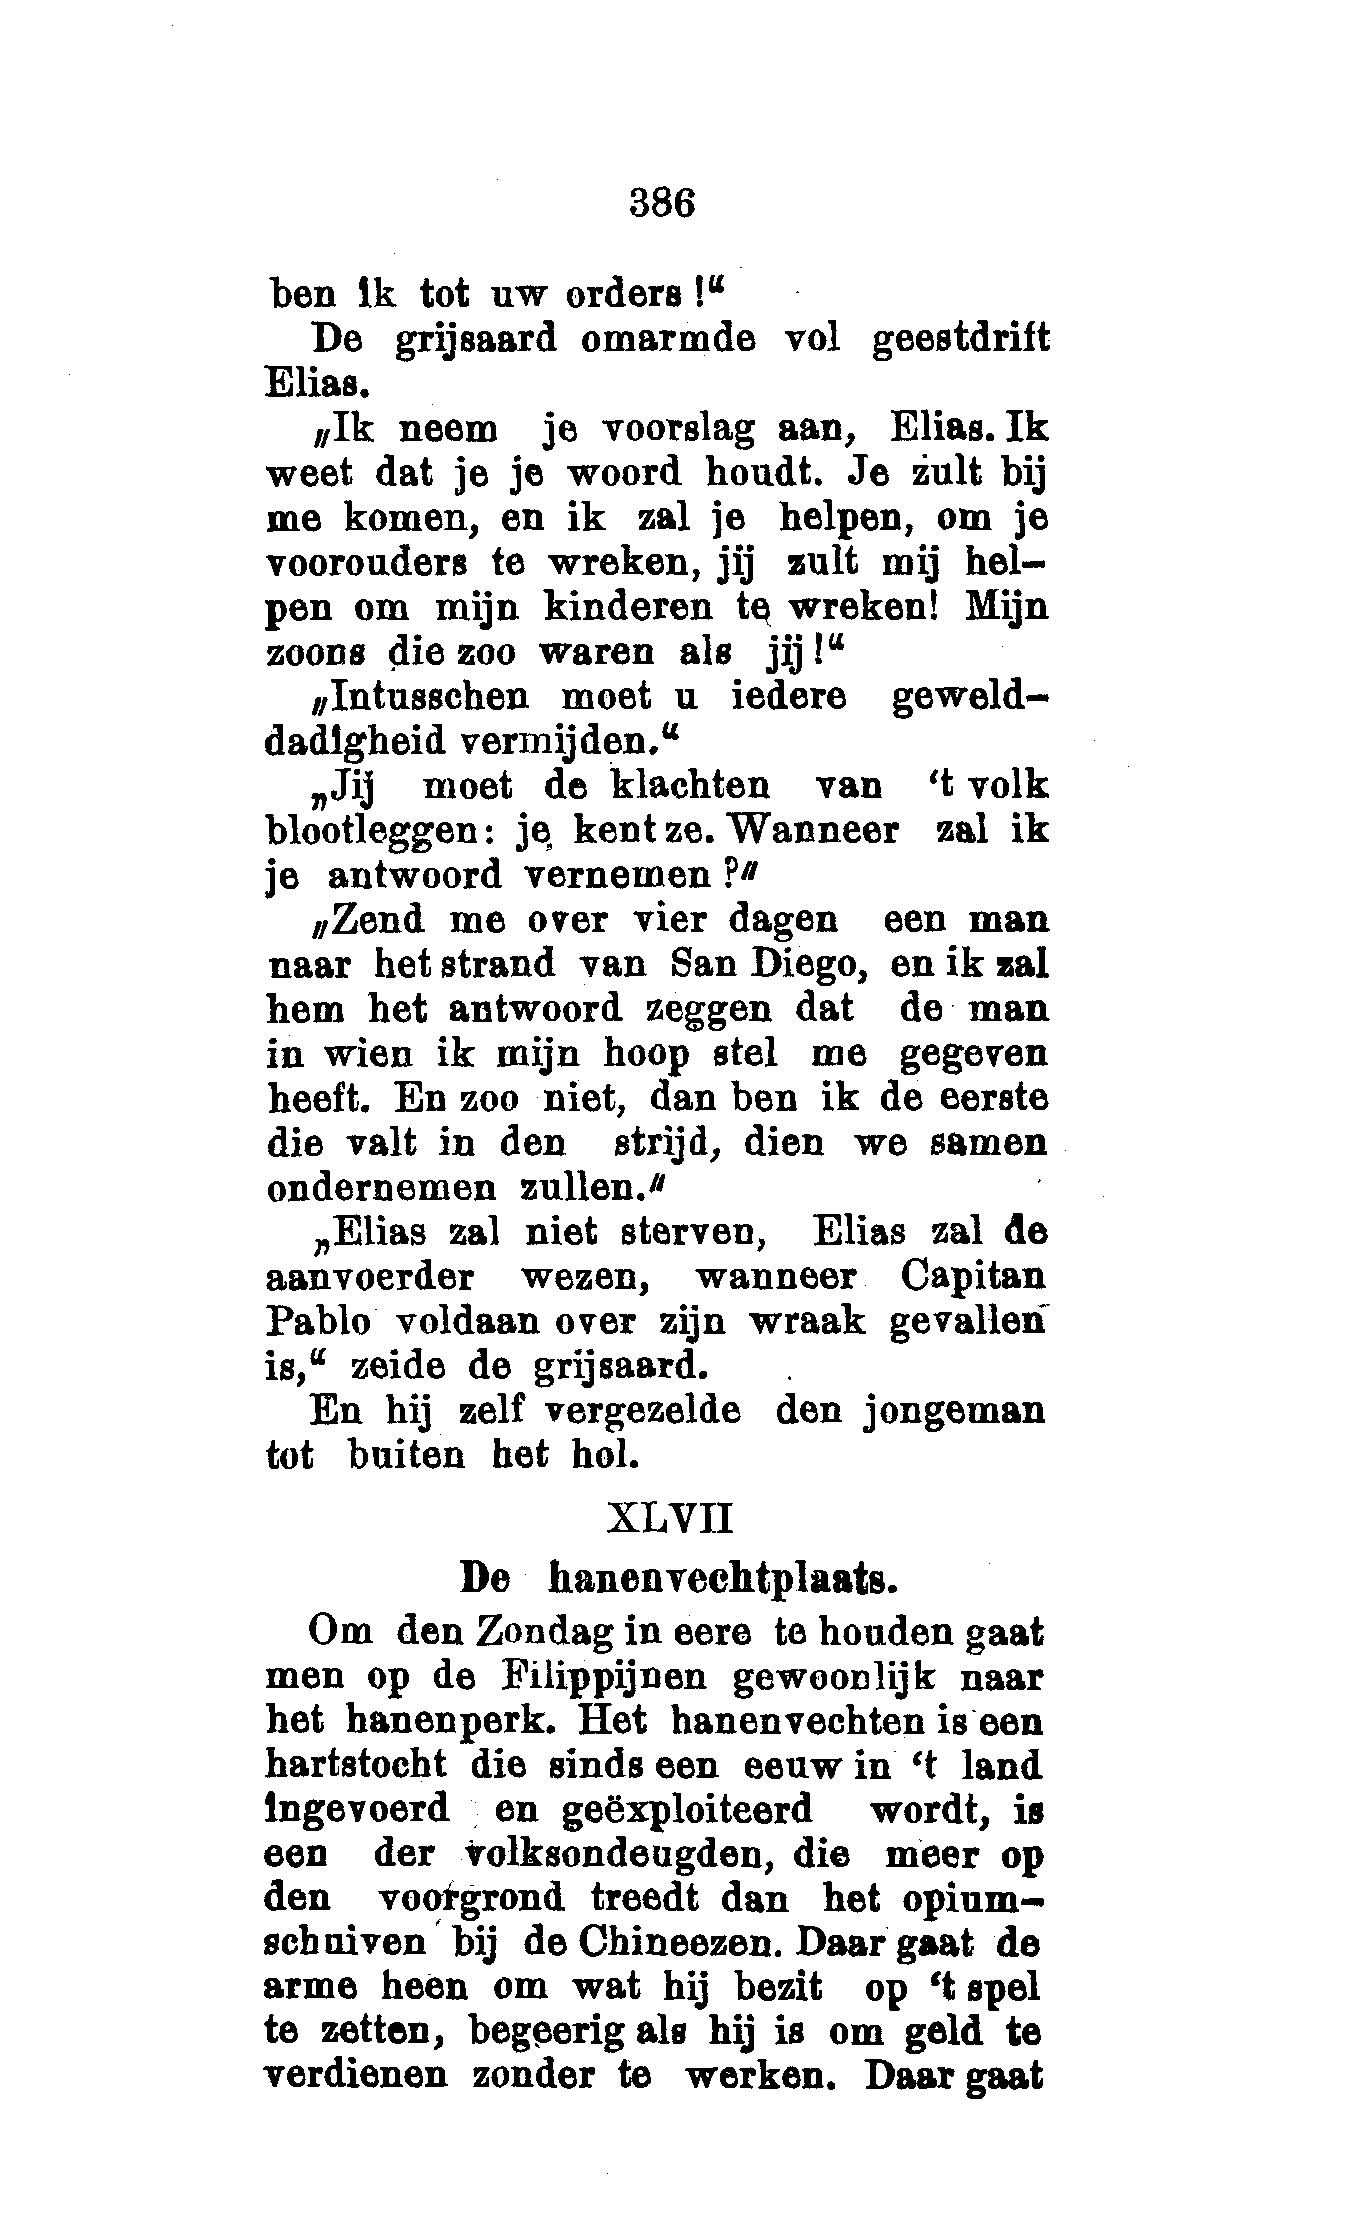 386
ben ik tot uw orders!“
De grijsaard omarmde vol geestdrift
Elias.
„Ik neem je voorslag aan, Elias. Ik
weet dat je je woord houdt. Je zult bij
me komen, en ik zal je helpen, om je
voorouders te wreken, jij zult mij hel-
pen om mijn kinderen te wreken! Mijn
zoons die zoo waren als jij!“
„Intusschen moet u iedere geweld-
dadigheid vermijden.“
„Jij moet de klachten van ‘t volk
blootleggen: je kent ze. Wanneer zal ik
je antwoord vernemen?"
„Zend me over vier dagen een man
naar het strand van San Diego, en ik zal
hem het antwoord zeggen dat de man
in wien ik mijn hoop stel me gegeven
heeft. En zoo niet, dan ben ik de eerste
die valt in den strijd, dien we samen
ondernemen zullen."
„Elias zal niet sterven, Elias zal de
aanvoerder wezen, wanneer Capitan
Pablo voldaan over zijn wraak gevallen
is,“ zeide de grijsaard.
En hij zelf vergezelde den jongeman
tot buiten het hol.
XLVII
De hanenvechtplaats.
Om den Zondag in eere te houden gaat
men op de Filippijnen gewoonlijk naar
het hanenperk. Het hanenvechten is een
hartstocht die sinds een eeuw in ‘t land
ingevoerd en geëxploiteerd wordt, is
een der volksondeugden, die meer op
den voorgrond treedt dan het opium-
schuiven bij de Chineezen. Daar gaat de
arme heen om wat hij bezit op ‘t spel
te zetten, begeerig als hij is om geld te
verdienen zonder te werken. Daar gaat